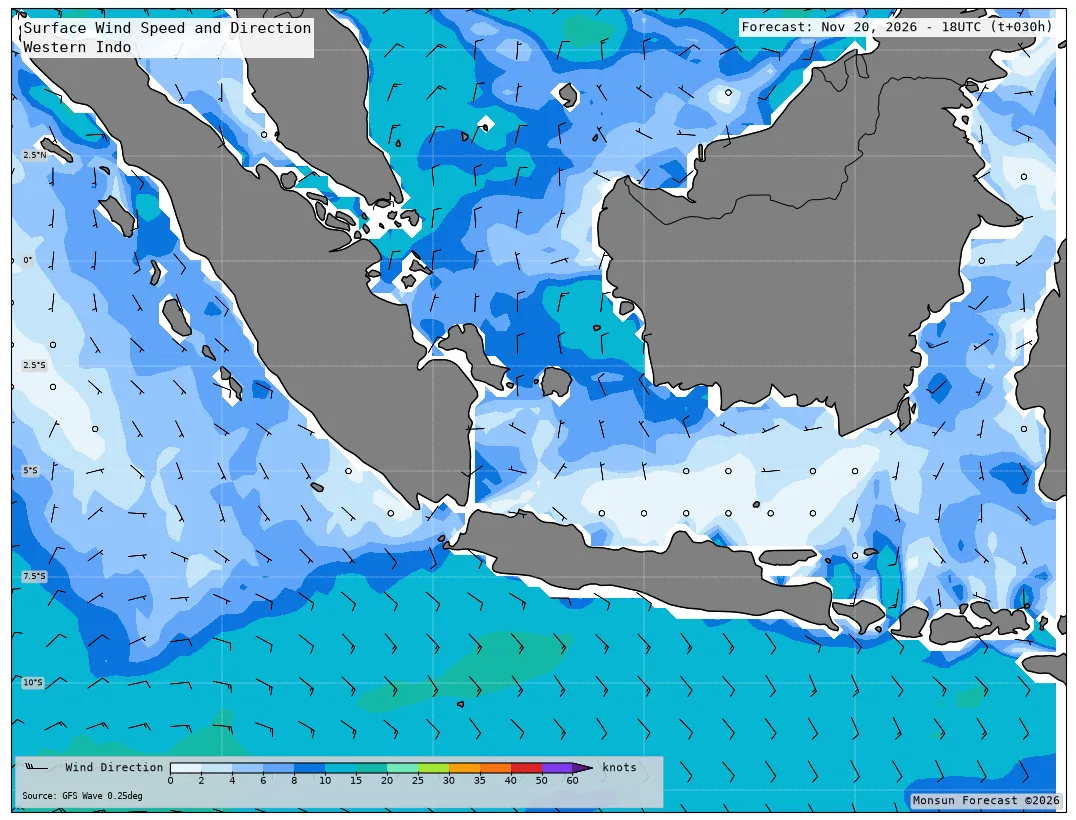 Surface Wind Speed and Direction
Western Indo
Forecast: Nov 20, 2026 - 18UTC (t+030h)
2.5°N
0°
2.5°S
5°S
7.5°S
10°S
Wind Direction
0 2 4 6 8 10 15 20 25 30 35 40 50 60
knots
Source: GFS Wave 0.25deg
Monsun Forecast ©2026